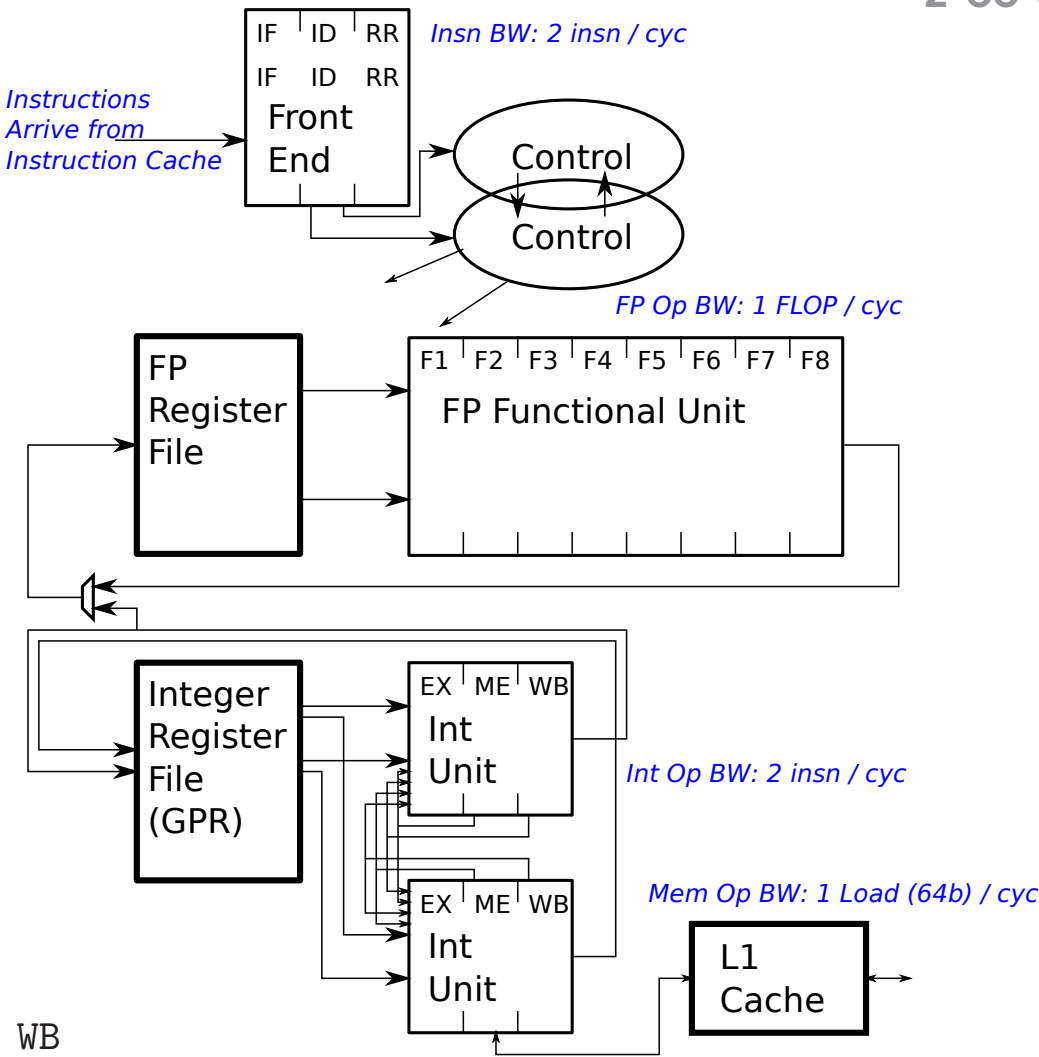 IF ID RR
Insn BW: 2 insn / cyc
IF ID RR
Instructions
Arrive from
Instruction Cache
Front
End
Control
Control
FP Op BW: 1 FLOP / cyc
FP
Register
File
F1 F2 F3 F4 F5 F6 F7 F8
FP Functional Unit
Integer
Register
File
(GPR)
EX ME WB
Int
Unit
Int Op BW: 2 insn / cyc
EX ME WB
Int
Unit
Mem Op BW: 1 Load (64b) / cyc
L1
Cache
WB